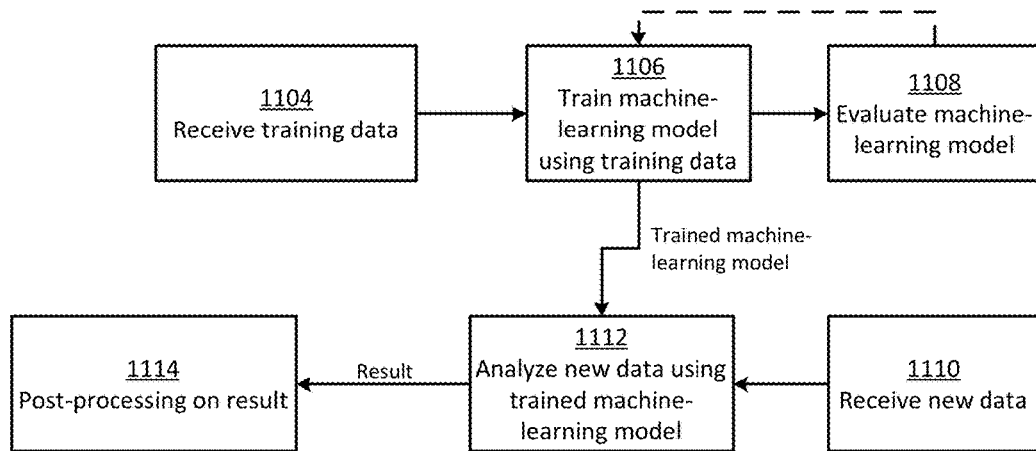 1104
Receive training data
1106
Train machine-
learning model
using training data
1108
Evaluate machine-
learning model
Trained machine-
learning model
1114
Post-processing on result
Result
1112
Analyze new data using
trained machine-
learning model
1110
Receive new data